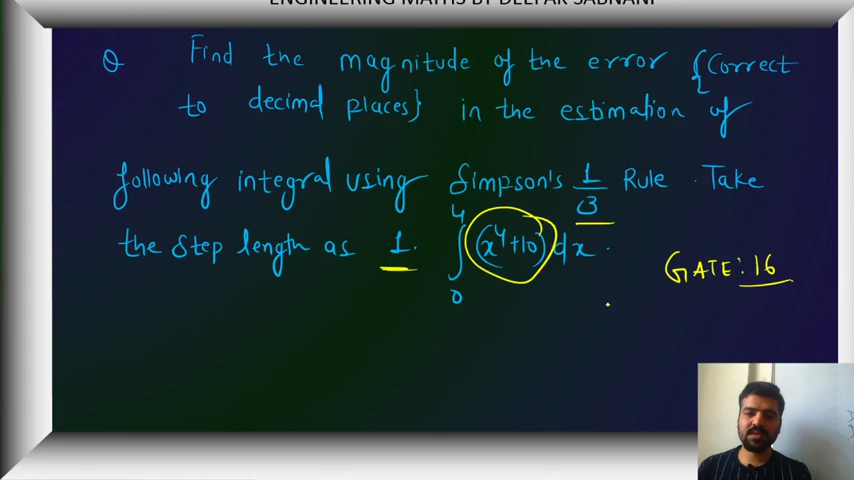 ENGINEERING MATHS BY DEEPAK SABNANI
Q Find the magnitude of the error {Correct
to decimal places} in the estimation of
following integral using Simpson's 1/3 Rule. Take
the step length as 1. ∫₀⁴ (x⁴+10) dx.
GATE: 16